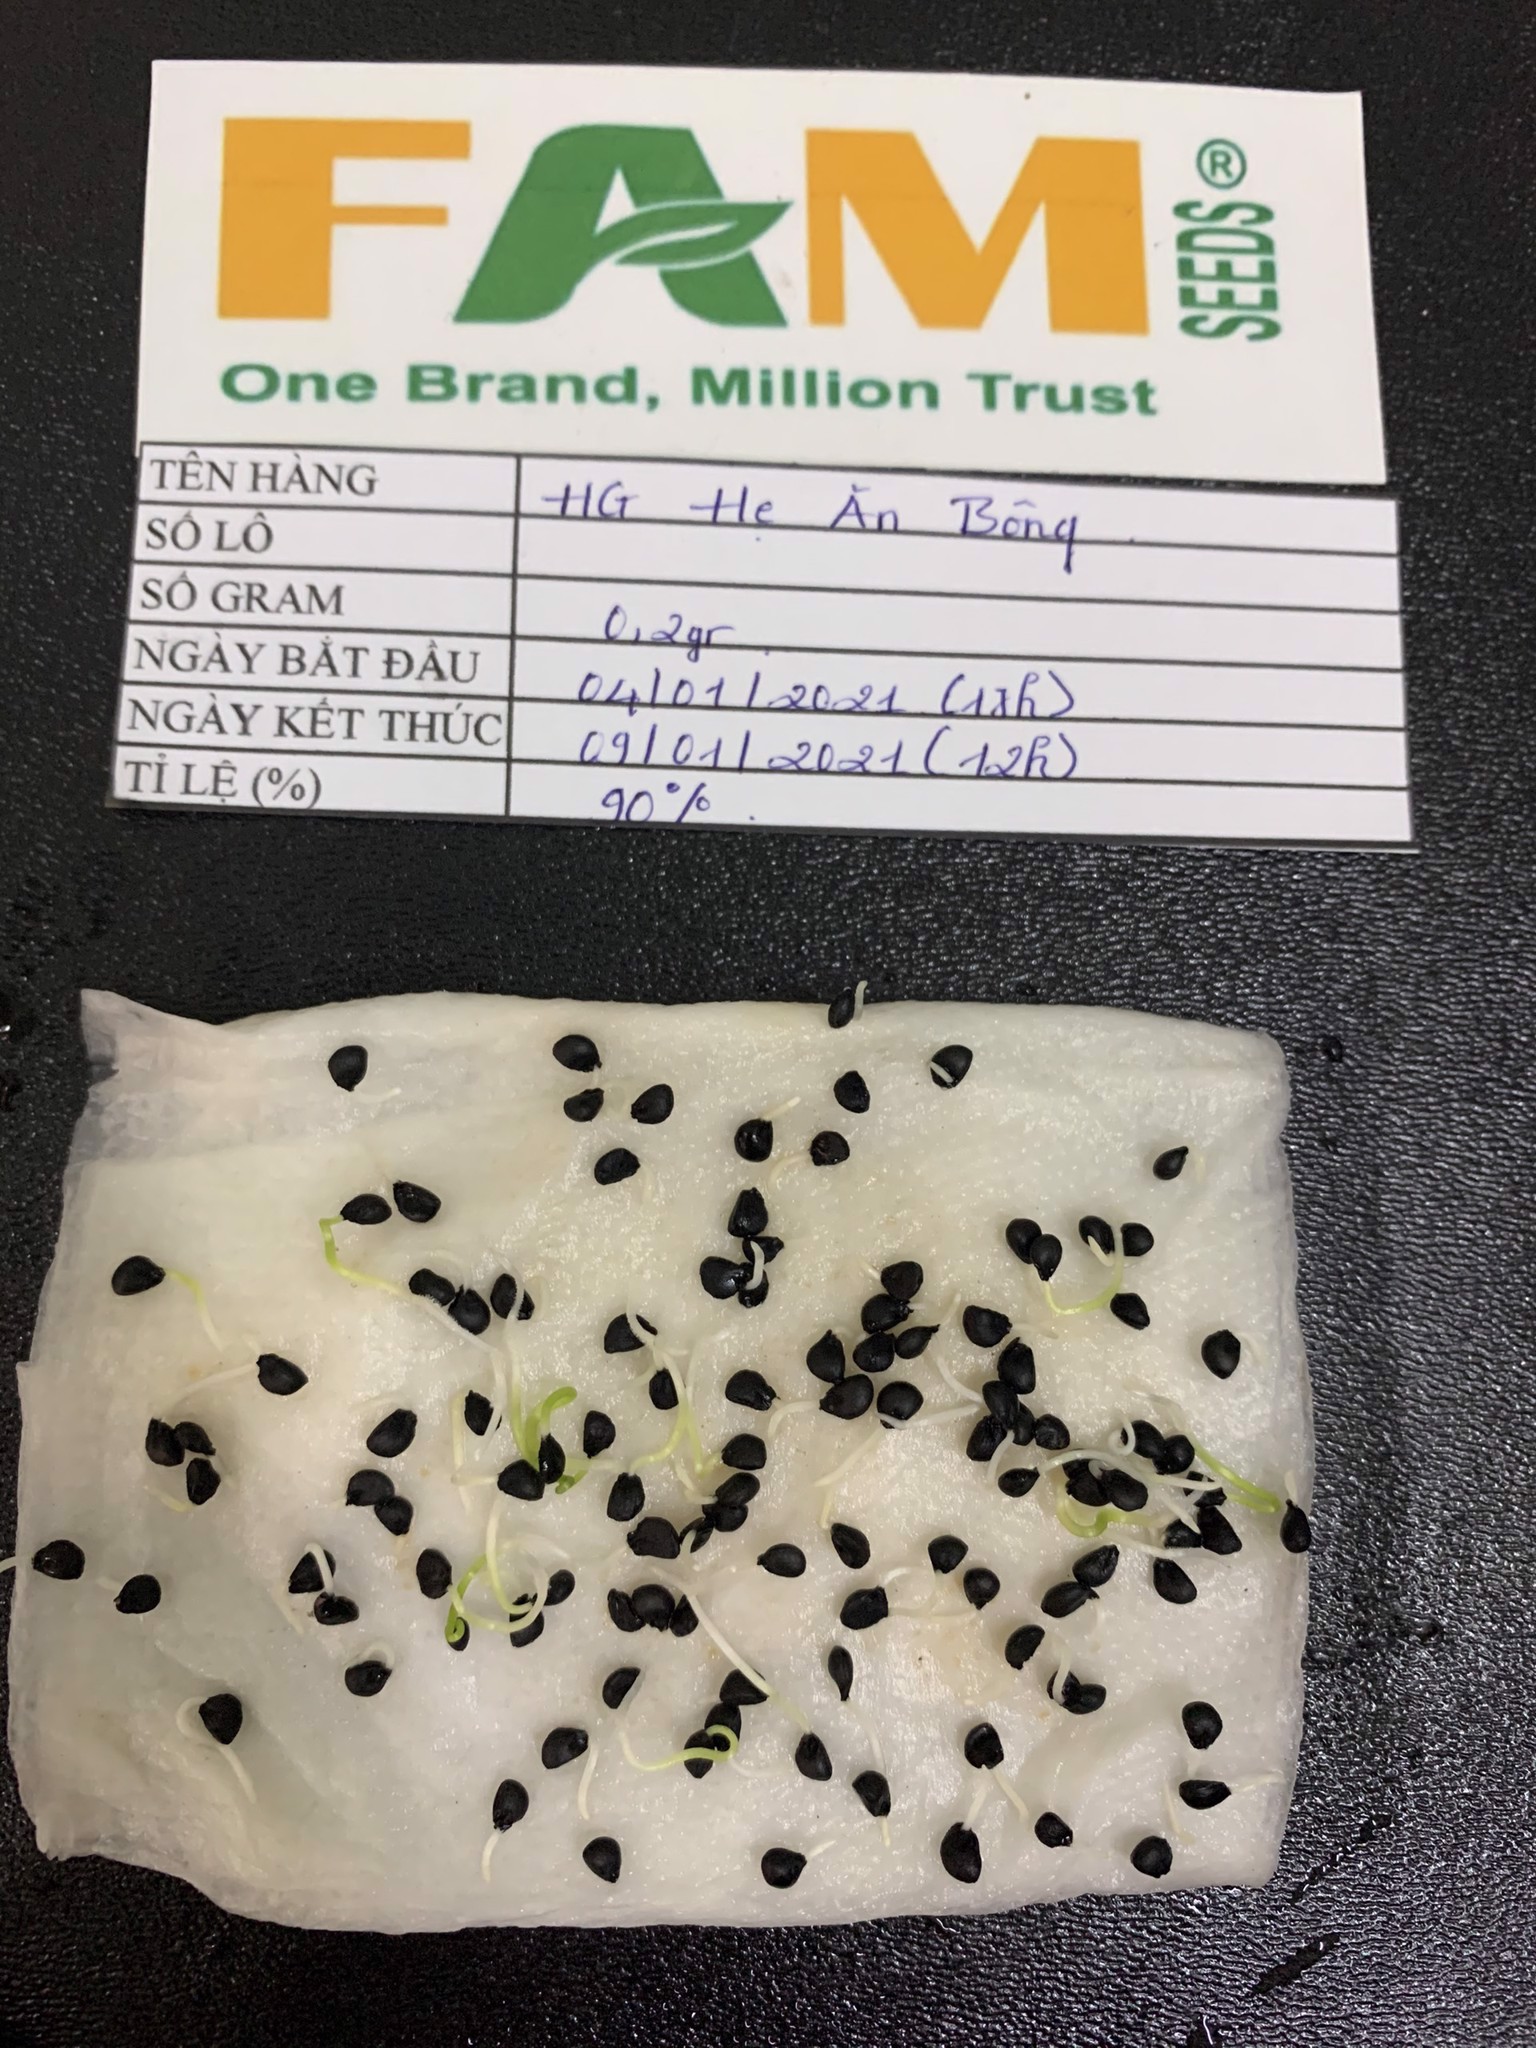 FAM SEEDS®
One Brand, Million Trust
TÊN HÀNG HG Hẹ Ăn Bông
SỐ LÔ
SỐ GRAM 0,2gr
NGÀY BẮT ĐẦU 04/01/2021 (11h)
NGÀY KẾT THÚC 09/01/2021 (12h)
TỈ LỆ (%) 90%